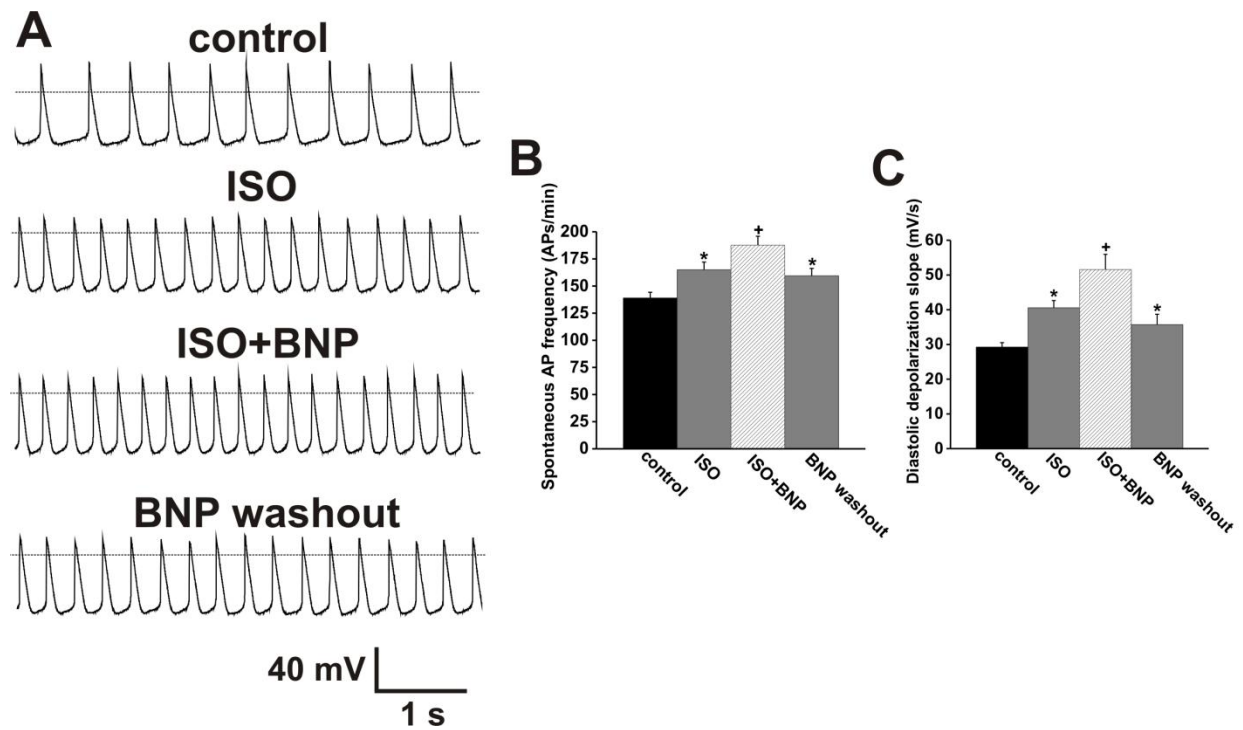 A
control
ISO
ISO+BNP
BNP washout
40 mV
1 s
B
Spontaneous AP frequency (APs/min)
200
175
150
125
100
75
50
25
0
*
+
*
control
ISO
ISO+BNP
BNP washout
C
Diastolic depolarization slope (mV/s)
60
50
40
30
20
10
0
*
+
*
control
ISO
ISO+BNP
BNP washout